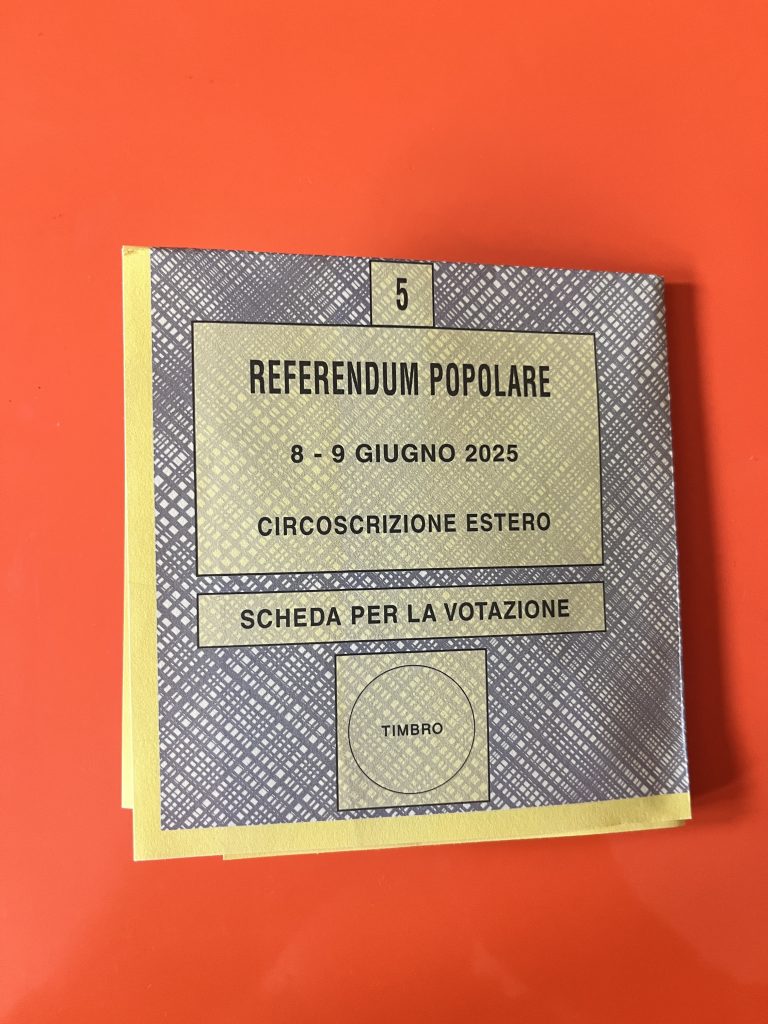 5
REFERENDUM POPOLARE
8 - 9 GIUGNO 2025
CIRCOSCRIZIONE ESTERO
SCHEDA PER LA VOTAZIONE
TIMBRO